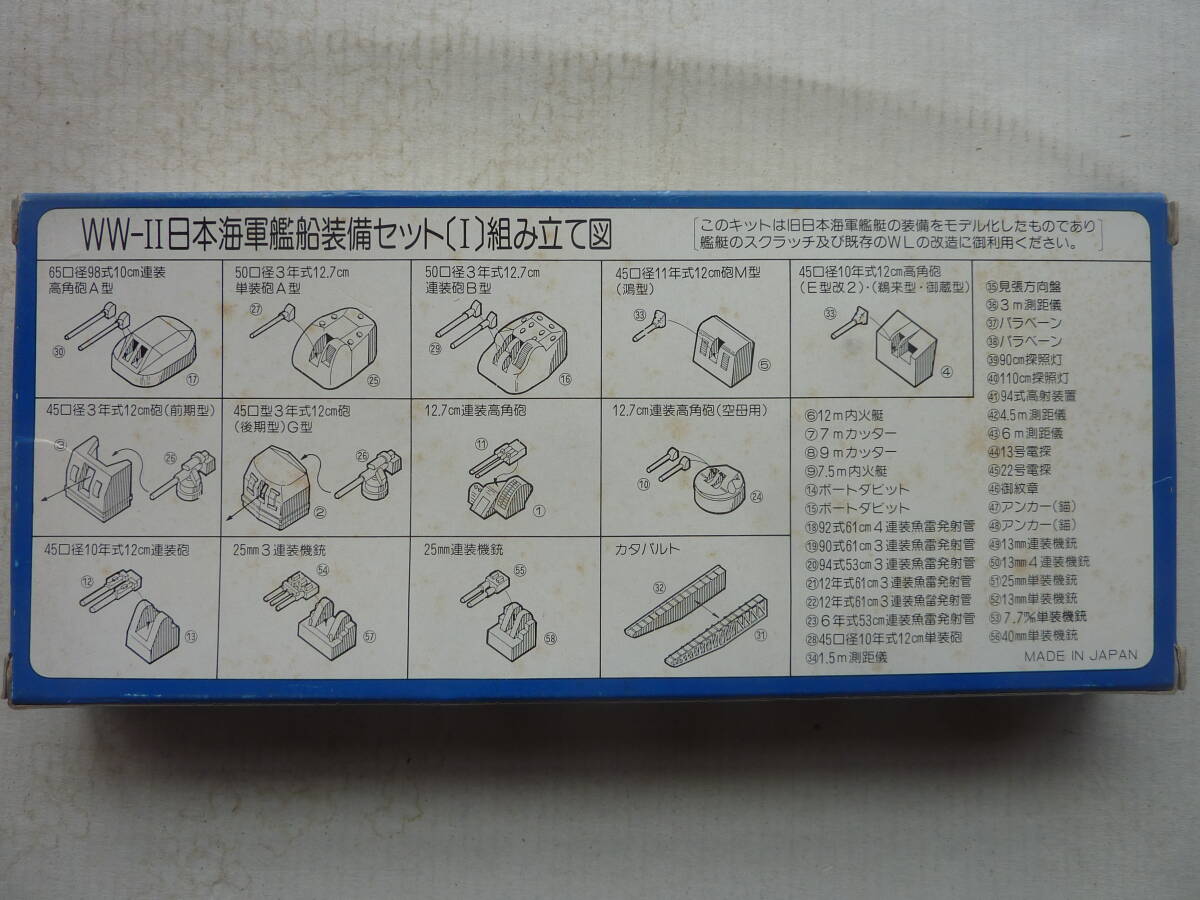 WW-II日本海軍艦船装備セット(I)組み立て図
このキットは旧日本海軍艦艇の装備をモデル化したものであり
艦艇のスクラッチ及び既存のWLの改造に御利用ください。
65口径98式10cm連装
高角砲A型
㉚
⑰
50口径3年式12.7cm
単装砲A型
㉗
㉕
50口径3年式12.7cm
連装砲B型
㉙
⑯
45口径11年式12cm砲M型
(鴻型)
㉝
⑤
45口径10年式12cm高角砲
(E型改2)・(鵜来型・御蔵型)
㉝
④
45口径3年式12cm砲(前期型)
③
㉖
45口型3年式12cm砲
(後期型)G型
㉖
②
12.7cm連装高角砲
⑪
①
12.7cm連装高角砲(空母用)
⑩
㉔
45口径10年式12cm連装砲
⑫
⑬
25mm3連装機銃
54
57
25mm連装機銃
55
58
カタパルト
㉜
㉛
⑥12m内火艇
⑦7mカッター
⑧9mカッター
⑨7.5m内火艇
⑭ボートダビット
⑮ボートダビット
⑱92式61cm4連装魚雷発射管
⑲90式61cm3連装魚雷発射管
⑳94式53cm3連装魚雷発射管
㉑12年式61cm3連装魚雷発射管
㉒12年式61cm3連装魚留発射管
㉓6年式53cm連装魚雷発射管
㉘45口径10年式12cm単装砲
㉞1.5m測距儀
㉟見張方向盤
㊱3m測距儀
㊲パラベーン
㊳パラベーン
㊴90cm探照灯
㊵110cm探照灯
㊶94式高射装置
㊷4.5m測距儀
㊸6m測距儀
㊹13号電探
㊺22号電探
㊻御紋章
㊼アンカー(錨)
㊽アンカー(錨)
㊾13mm連装機銃
㊿13mm4連装機銃
51 25mm単装機銃
52 13mm単装機銃
53 7.7㎜単装機銃
56 40mm単装機銃
MADE IN JAPAN